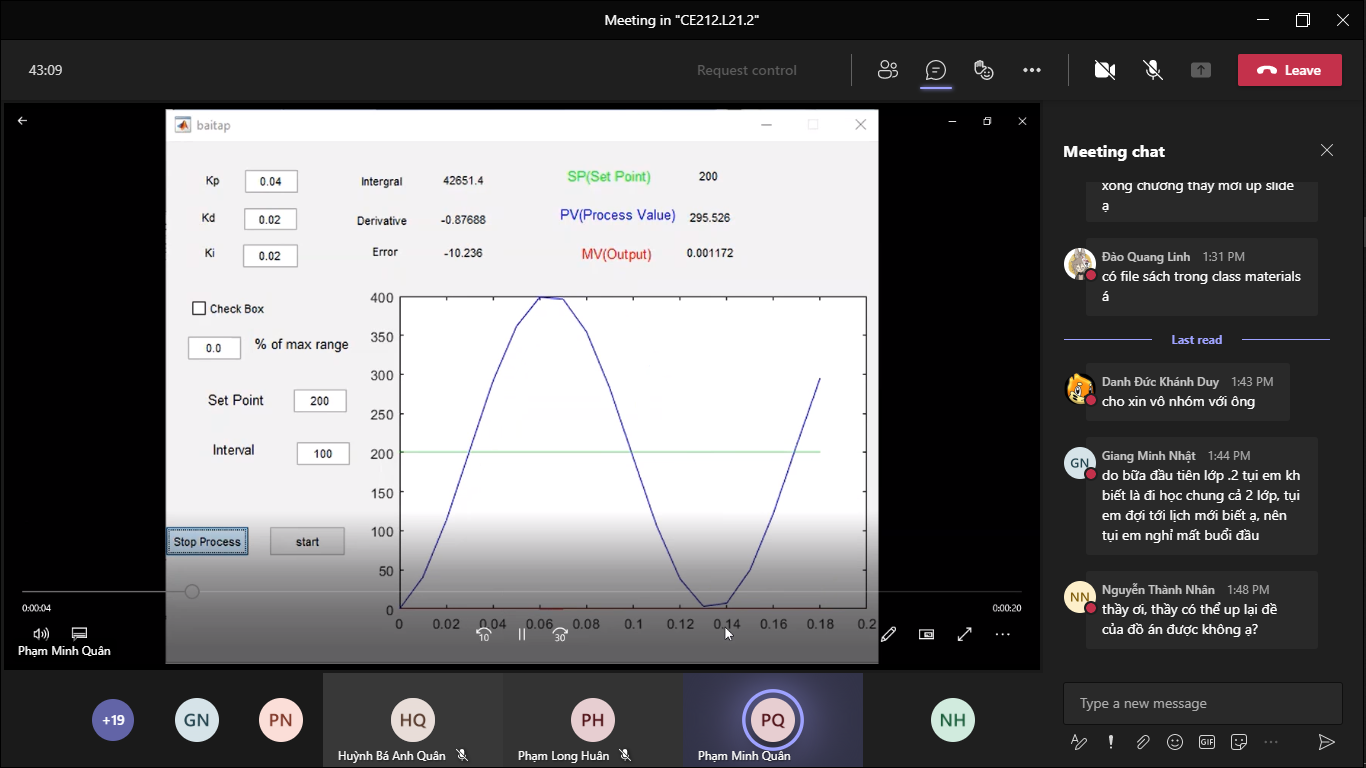 Meeting in "CE212.L21.2"
43:09
Request control
Leave
baitap
Kp 0.04 Intergral 42651.4 SP(Set Point) 200
Kd 0.02 Derivative -0.87688 PV(Process Value) 295.526
Ki 0.02 Error -10.236 MV(Output) 0.001172
Check Box
0.0 % of max range
Set Point 200
Interval 100
Stop Process start
400
350
300
250
200
150
100
50
0
0 0.02 0.04 0.06 0.08 0.1 0.12 0.14 0.16 0.18 0.2
0:00:04 0:00:20
10 30
Phạm Minh Quân
Meeting chat
xong chương thầy mới up slide
ạ
Đào Quang Linh 1:31 PM
có file sách trong class materials
á
Last read
Danh Đức Khánh Duy 1:43 PM
cho xin vô nhóm với ông
GN Giang Minh Nhật 1:44 PM
do bữa đầu tiên lớp .2 tụi em kh
biết là đi học chung cả 2 lớp, tụi
em đợi tới lịch mới biết ạ, nên
tụi em nghỉ mất buổi đầu
NN Nguyễn Thành Nhân 1:48 PM
thầy ơi, thầy có thể up lại đề
của đồ án được không ạ?
Type a new message
GIF
+19 GN PN HQ PH PQ NH
Huỳnh Bá Anh Quân Phạm Long Huân Phạm Minh Quân